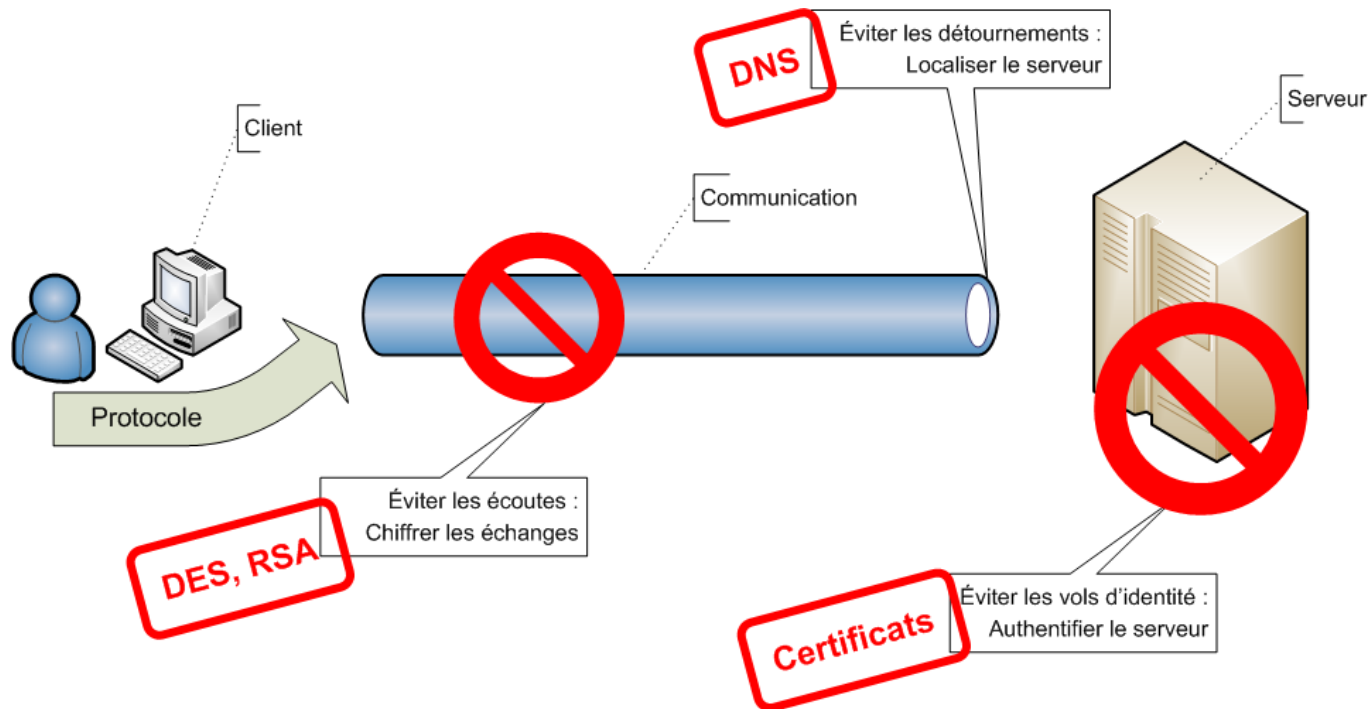 DNS
Éviter les détournements :
Localiser le serveur
Serveur
Client
Communication
Protocole
Éviter les écoutes :
Chiffrer les échanges
DES, RSA
Éviter les vols d'identité :
Authentifier le serveur
Certificats